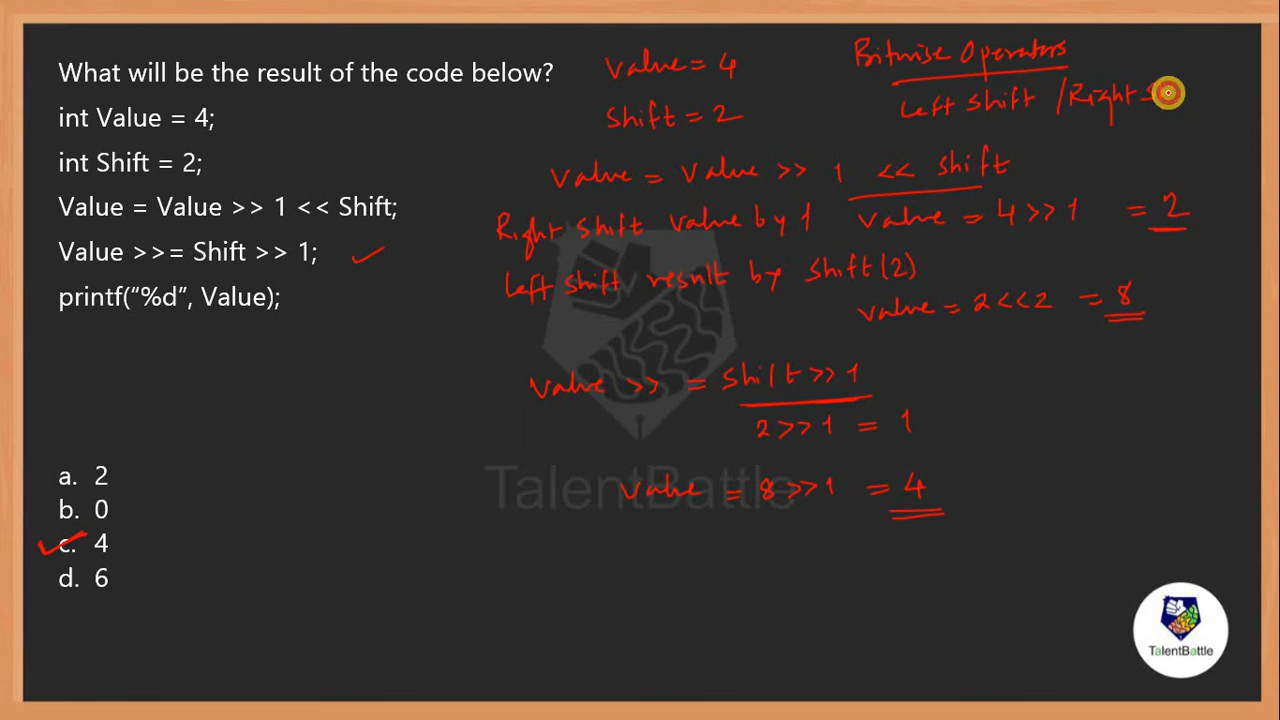 What will be the result of the code below?
int Value = 4;
int Shift = 2;
Value = Value >> 1 << Shift;
Value >>= Shift >> 1;
printf(“%d”, Value);
a. 2
b. 0
c. 4
d. 6
Value = 4
Shift = 2
Bitwise Operators
Left Shift / Right S
Value = Value >> 1 << Shift
Right Shift Value by 1
Value = 4 >> 1 = 2
Left Shift result by Shift (2)
Value = 2 << 2 = 8
Value >> = Shift >> 1
2 >> 1 = 1
Value = 8 >> 1 = 4
TalentBattle
TalentBattle